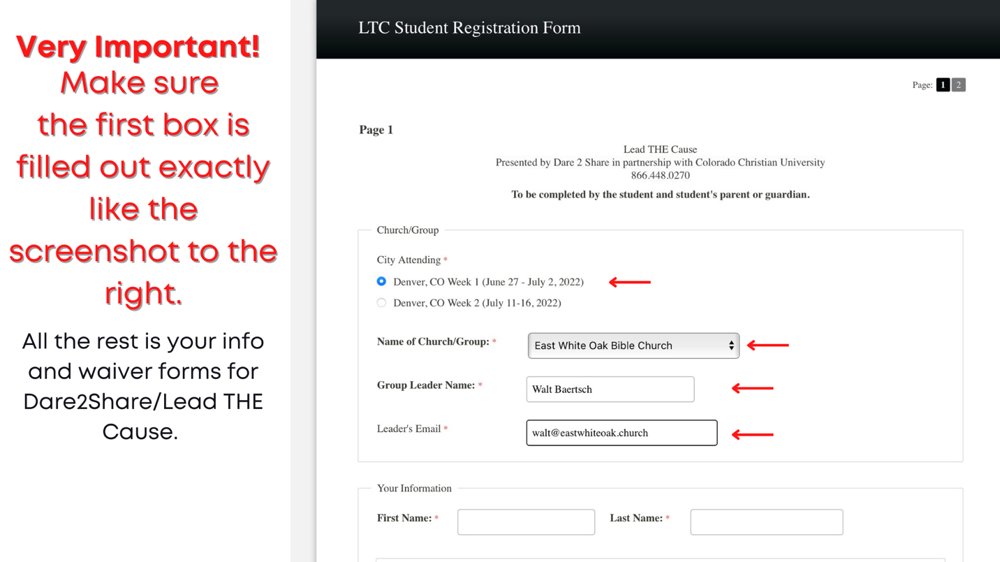 Very Important!
Make sure
the first box is
filled out exactly
like the
screenshot to the
right.
All the rest is your info
and waiver forms for
Dare2Share/Lead THE
Cause.
LTC Student Registration Form
Page: 1 2
Page 1
Lead THE Cause
Presented by Dare 2 Share in partnership with Colorado Christian University
866.448.0270
To be completed by the student and student's parent or guardian.
Church/Group
City Attending *
Denver, CO Week 1 (June 27 - July 2, 2022)
Denver, CO Week 2 (July 11-16, 2022)
Name of Church/Group: * East White Oak Bible Church
Group Leader Name: * Walt Baertsch
Leader's Email * walt@eastwhiteoak.church
Your Information
First Name: * Last Name: *